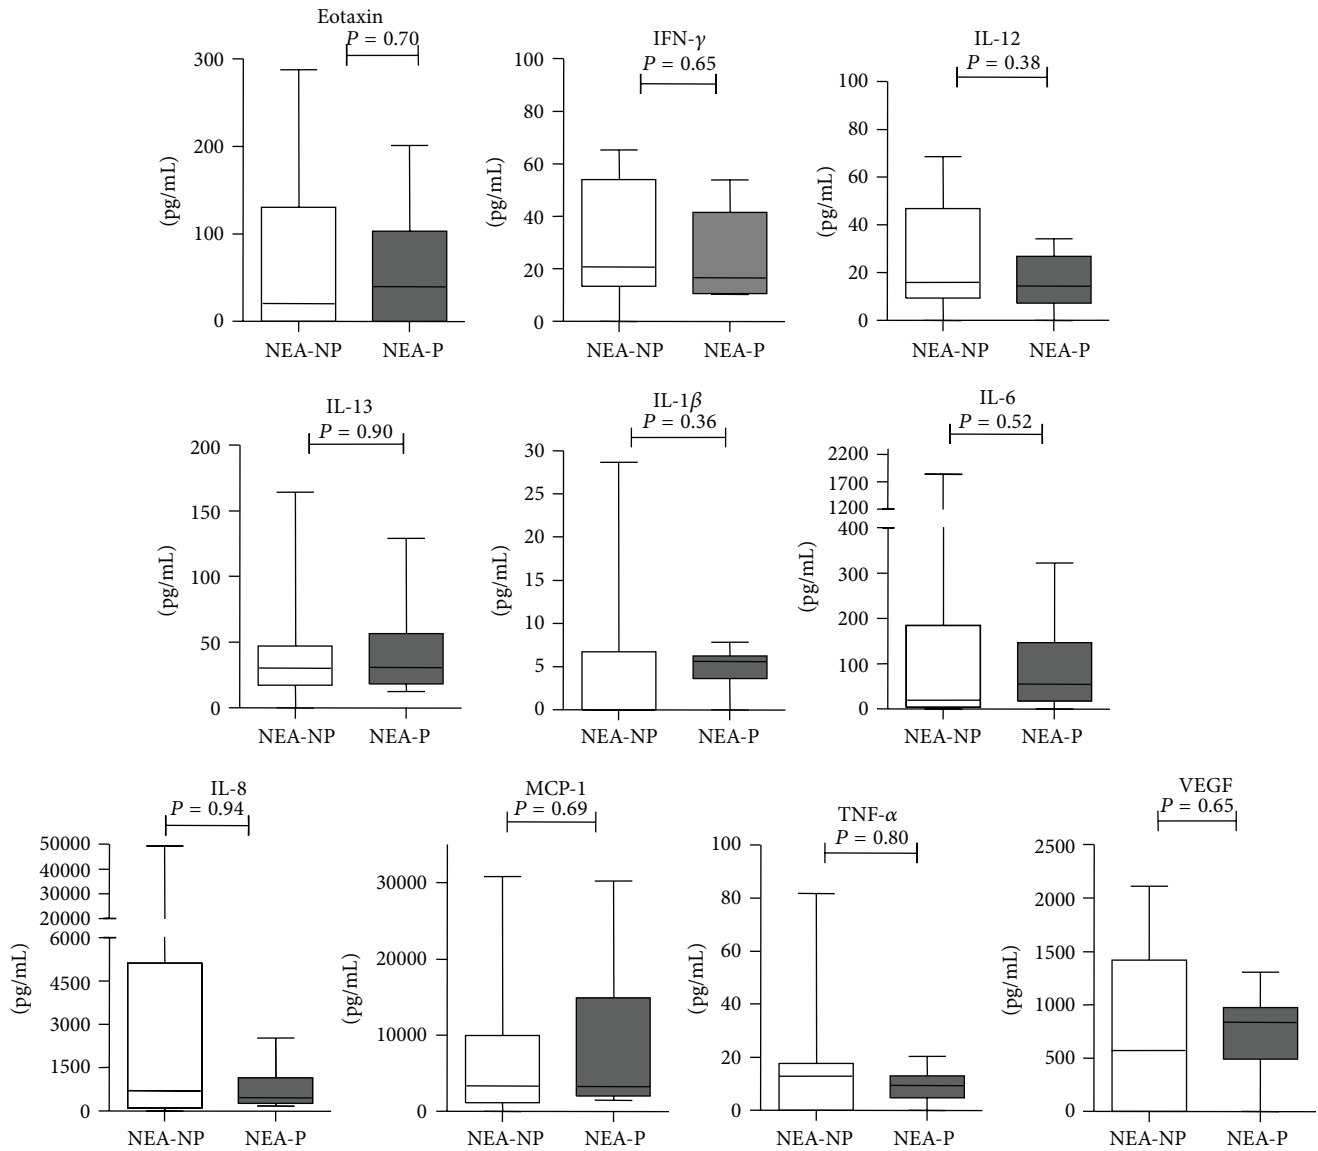 Eotaxin
P = 0.70
300
200
100
0
(pg/mL)
NEA-NP
NEA-P
IFN-γ
P = 0.65
100
80
60
40
20
0
(pg/mL)
NEA-NP
NEA-P
IL-12
P = 0.38
100
80
60
40
20
0
(pg/mL)
NEA-NP
NEA-P
IL-13
P = 0.90
200
150
100
50
0
(pg/mL)
NEA-NP
NEA-P
IL-1β
P = 0.36
30
25
20
15
10
5
0
(pg/mL)
NEA-NP
NEA-P
IL-6
P = 0.52
2200
1700
1200
400
300
200
100
0
(pg/mL)
NEA-NP
NEA-P
IL-8
P = 0.94
50000
40000
30000
20000
6000
4500
3000
1500
0
(pg/mL)
NEA-NP
NEA-P
MCP-1
P = 0.69
30000
20000
10000
0
(pg/mL)
NEA-NP
NEA-P
TNF-α
P = 0.80
100
80
60
40
20
0
(pg/mL)
NEA-NP
NEA-P
VEGF
P = 0.65
2500
2000
1500
1000
500
0
(pg/mL)
NEA-NP
NEA-P